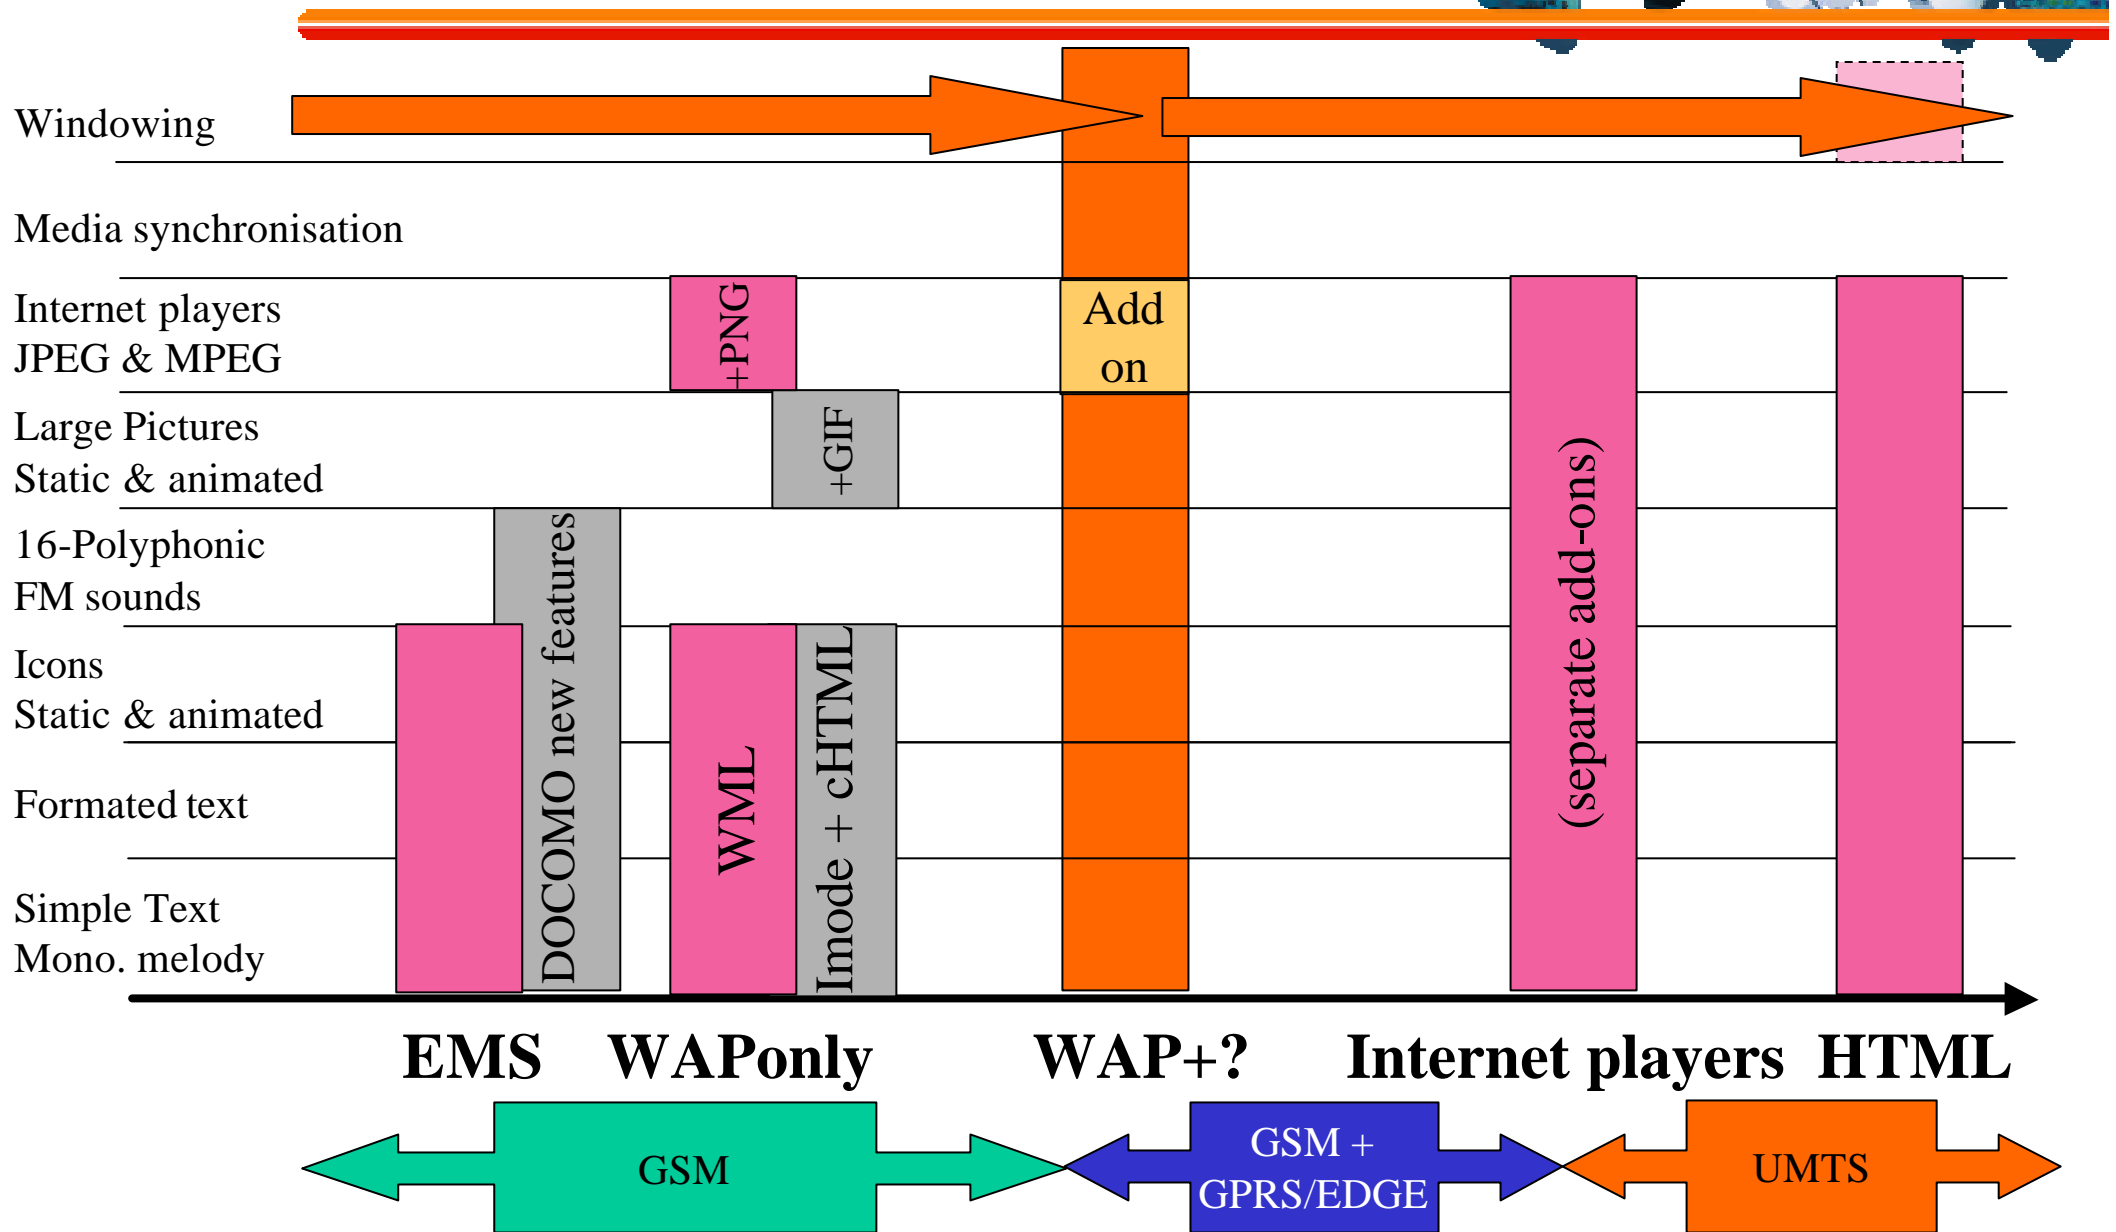 Windowing
Media synchronisation
Internet players
JPEG & MPEG
+PNG
Add
on
Large Pictures
Static & animated
+GIF
16-Polyphonic
FM sounds
Icons
Static & animated
Formated text
Simple Text
Mono. melody
DOCOMO new features
WML
Imode + cHTML
(separate add-ons)
EMS WAPonly WAP+? Internet players HTML
GSM
GSM +
GPRS/EDGE
UMTS